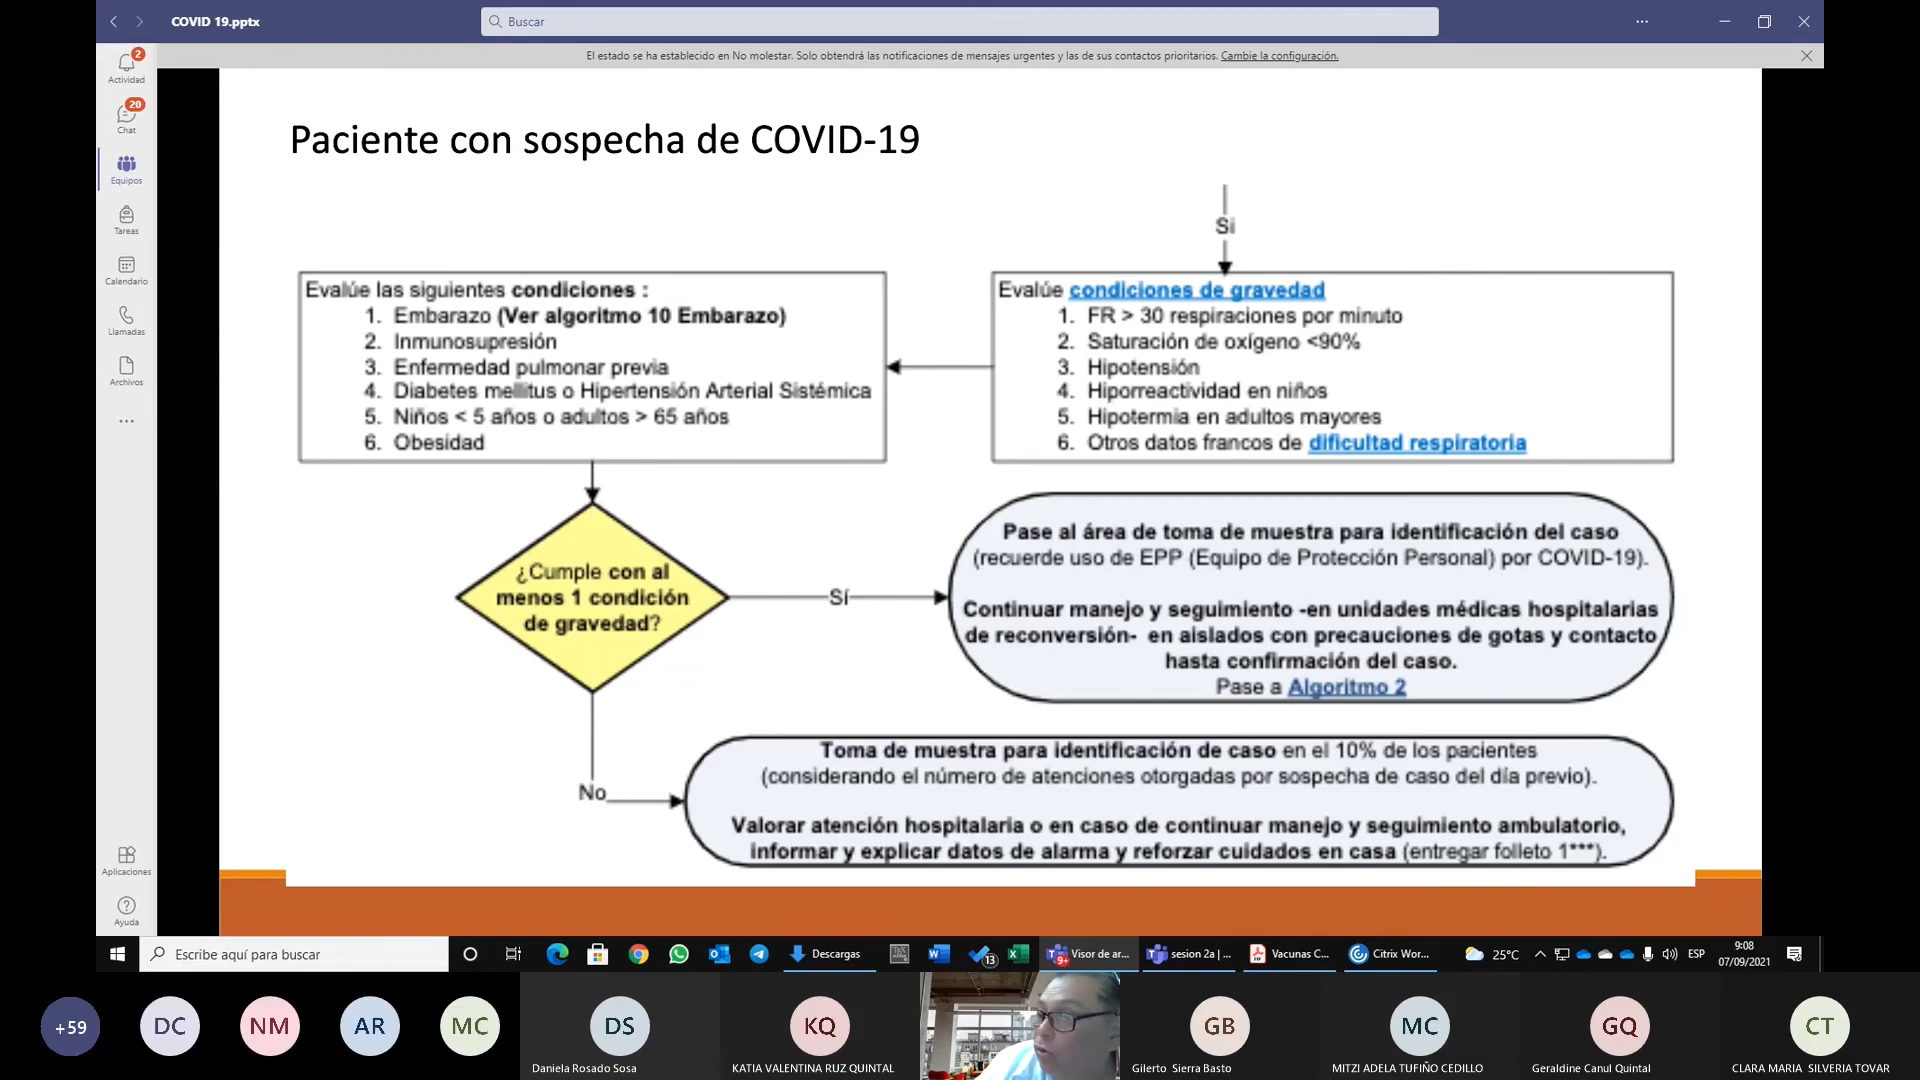 COVID 19.pptx
Buscar
El estado se ha establecido en No molestar. Solo obtendrá las notificaciones de mensajes urgentes y las de sus contactos prioritarios. Cambie la configuración.
2
Actividad
20
Chat
Equipos
Tareas
Calendario
Llamadas
Archivos
Aplicaciones
Ayuda
Paciente con sospecha de COVID-19
Si
Evalúe las siguientes condiciones :
1. Embarazo (Ver algoritmo 10 Embarazo)
2. Inmunosupresión
3. Enfermedad pulmonar previa
4. Diabetes mellitus o Hipertensión Arterial Sistémica
5. Niños < 5 años o adultos > 65 años
6. Obesidad
Evalúe condiciones de gravedad
1. FR > 30 respiraciones por minuto
2. Saturación de oxígeno <90%
3. Hipotensión
4. Hiporreactividad en niños
5. Hipotermia en adultos mayores
6. Otros datos francos de dificultad respiratoria
¿Cumple con al
menos 1 condición
de gravedad?
Sí
Pase al área de toma de muestra para identificación del caso
(recuerde uso de EPP (Equipo de Protección Personal) por COVID-19).
Continuar manejo y seguimiento -en unidades médicas hospitalarias
de reconversión- en aislados con precauciones de gotas y contacto
hasta confirmación del caso.
Pase a Algoritmo 2
No
Toma de muestra para identificación de caso en el 10% de los pacientes
(considerando el número de atenciones otorgadas por sospecha de caso del día previo).
Valorar atención hospitalaria o en caso de continuar manejo y seguimiento ambulatorio,
informar y explicar datos de alarma y reforzar cuidados en casa (entregar folleto 1***).
Escribe aquí para buscar
Descargas
13
9+
Visor de ar...
sesion 2a | ...
Vacunas C...
Citrix Wor...
25°C
ESP
9:08
07/09/2021
+59
DC
NM
AR
MC
DS
Daniela Rosado Sosa
KQ
KATIA VALENTINA RUZ QUINTAL
GB
Gilerto Sierra Basto
MC
MITZI ADELA TUFIÑO CEDILLO
GQ
Geraldine Canul Quintal
CT
CLARA MARIA SILVERIA TOVAR